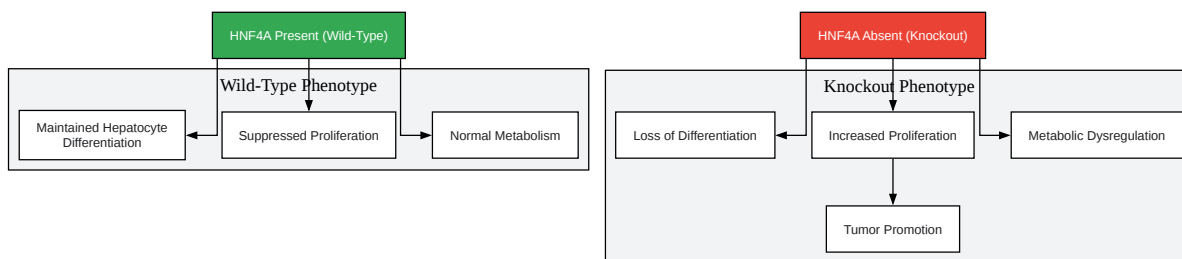 HNF4A Present (Wild-Type)
Wild-Type Phenotype
Maintained Hepatocyte
Differentiation
Suppressed Proliferation
Normal Metabolism
HNF4A Absent (Knockout)
Knockout Phenotype
Loss of Differentiation
Increased Proliferation
Metabolic Dysregulation
Tumor Promotion